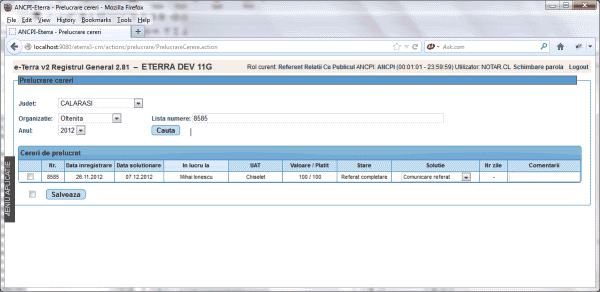 ANCPI-Eterra - Prelucrare cereri - Mozilla Firefox
File Edit View History Bookmarks Tools Help
ANCPI-Eterra - Prelucrare cereri
localhost:9080/eterra3-cm/actions/prelucrare/PrelucrareCerere.action
Ask.com
e-Terra v2 Registrul General 2.81 – ETERRA DEV 11G Rol curent: Referent Relatii Ce Publicul ANCPI: ANCPI (00:01:01 - 23:59:59) Utilizator: NOTAR.CL Schimbare parola Logout
Prelucrare cereri
Judet: CALARASI
Organizatie: Oltenita Lista numere: 8585
Anul: 2012 Cauta
Cereri de prelucrat
Nr. Data inregistrare Data solutionare In lucru la UAT Valoare / Platit Stare Solutie Nr zile Comentarii
8585 26.11.2012 07.12.2012 Mihai Ionescu Chiselet 100 / 100 Referat completare Comunicare referat -
Salveaza
MENIU APLICATIE